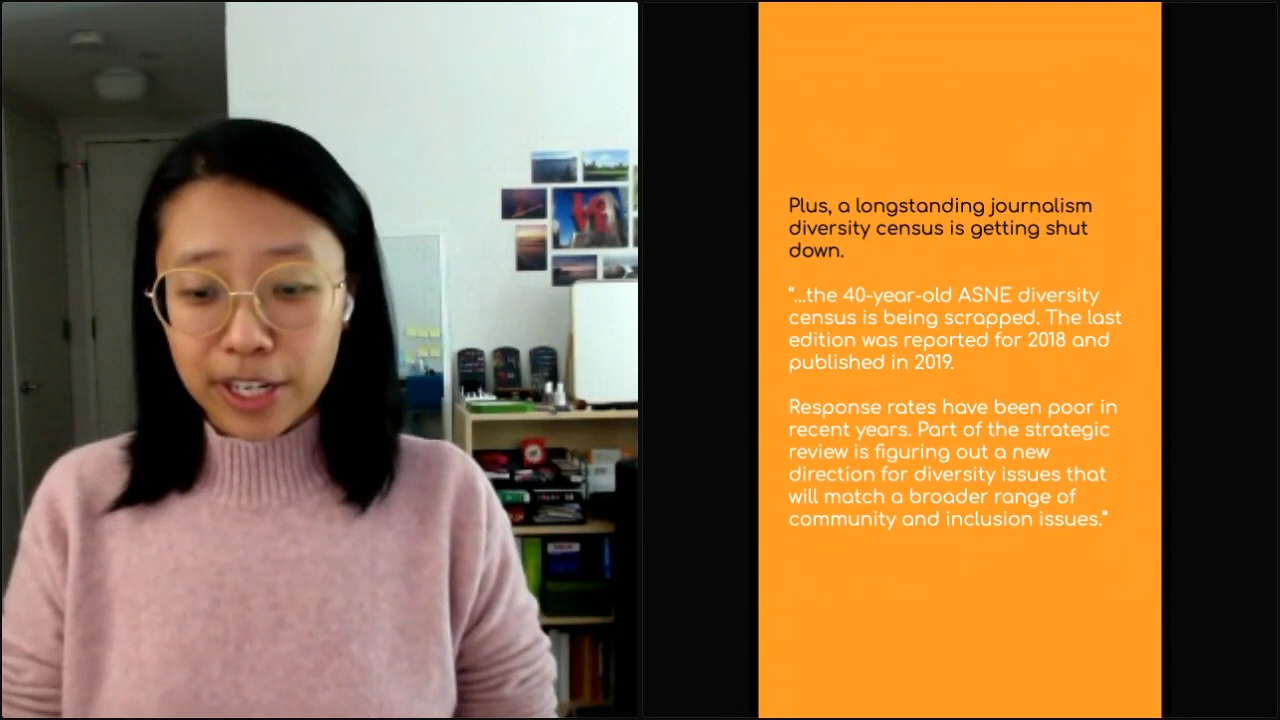 Plus, a longstanding journalism
diversity census is getting shut
down.
“...the 40-year-old ASNE diversity
census is being scrapped. The last
edition was reported for 2018 and
published in 2019.
Response rates have been poor in
recent years. Part of the strategic
review is figuring out a new
direction for diversity issues that
will match a broader range of
community and inclusion issues.”